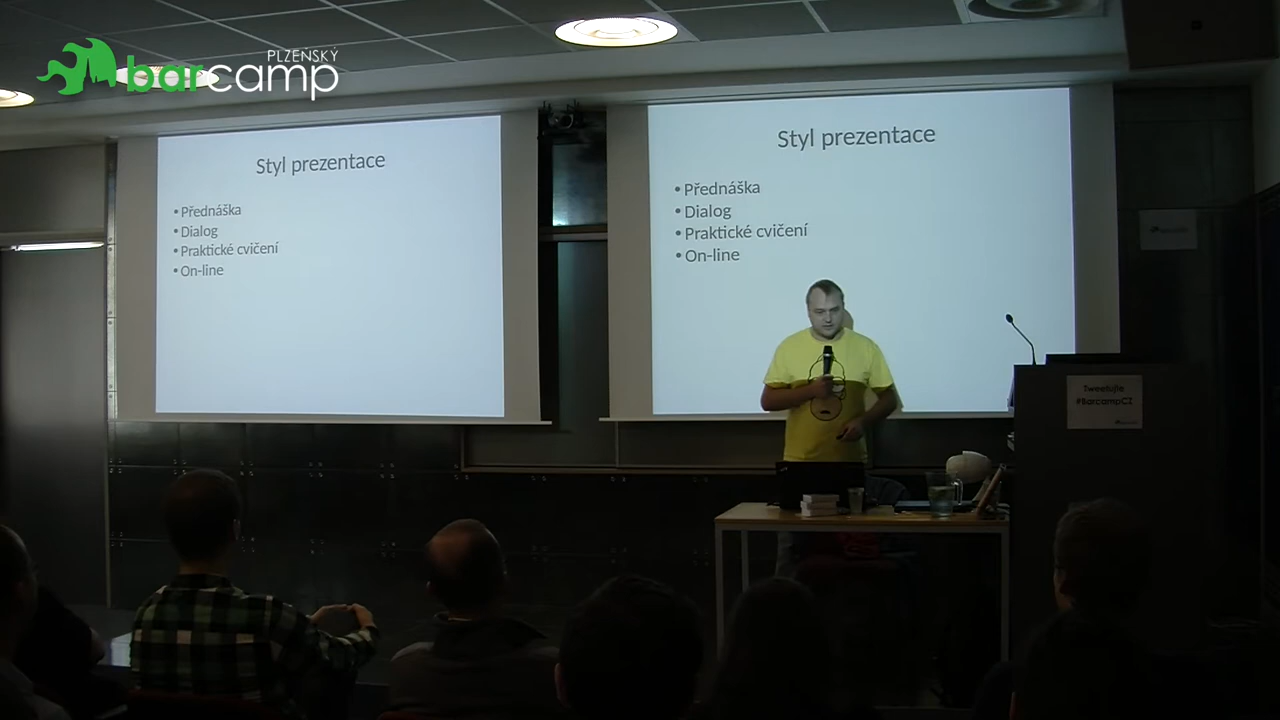 PLZEŇSKÝ
barcamp
Styl prezentace
• Přednáška
• Dialog
• Praktické cvičení
• On-line
Styl prezentace
• Přednáška
• Dialog
• Praktické cvičení
• On-line
Tweetujte
#BarcampCZ